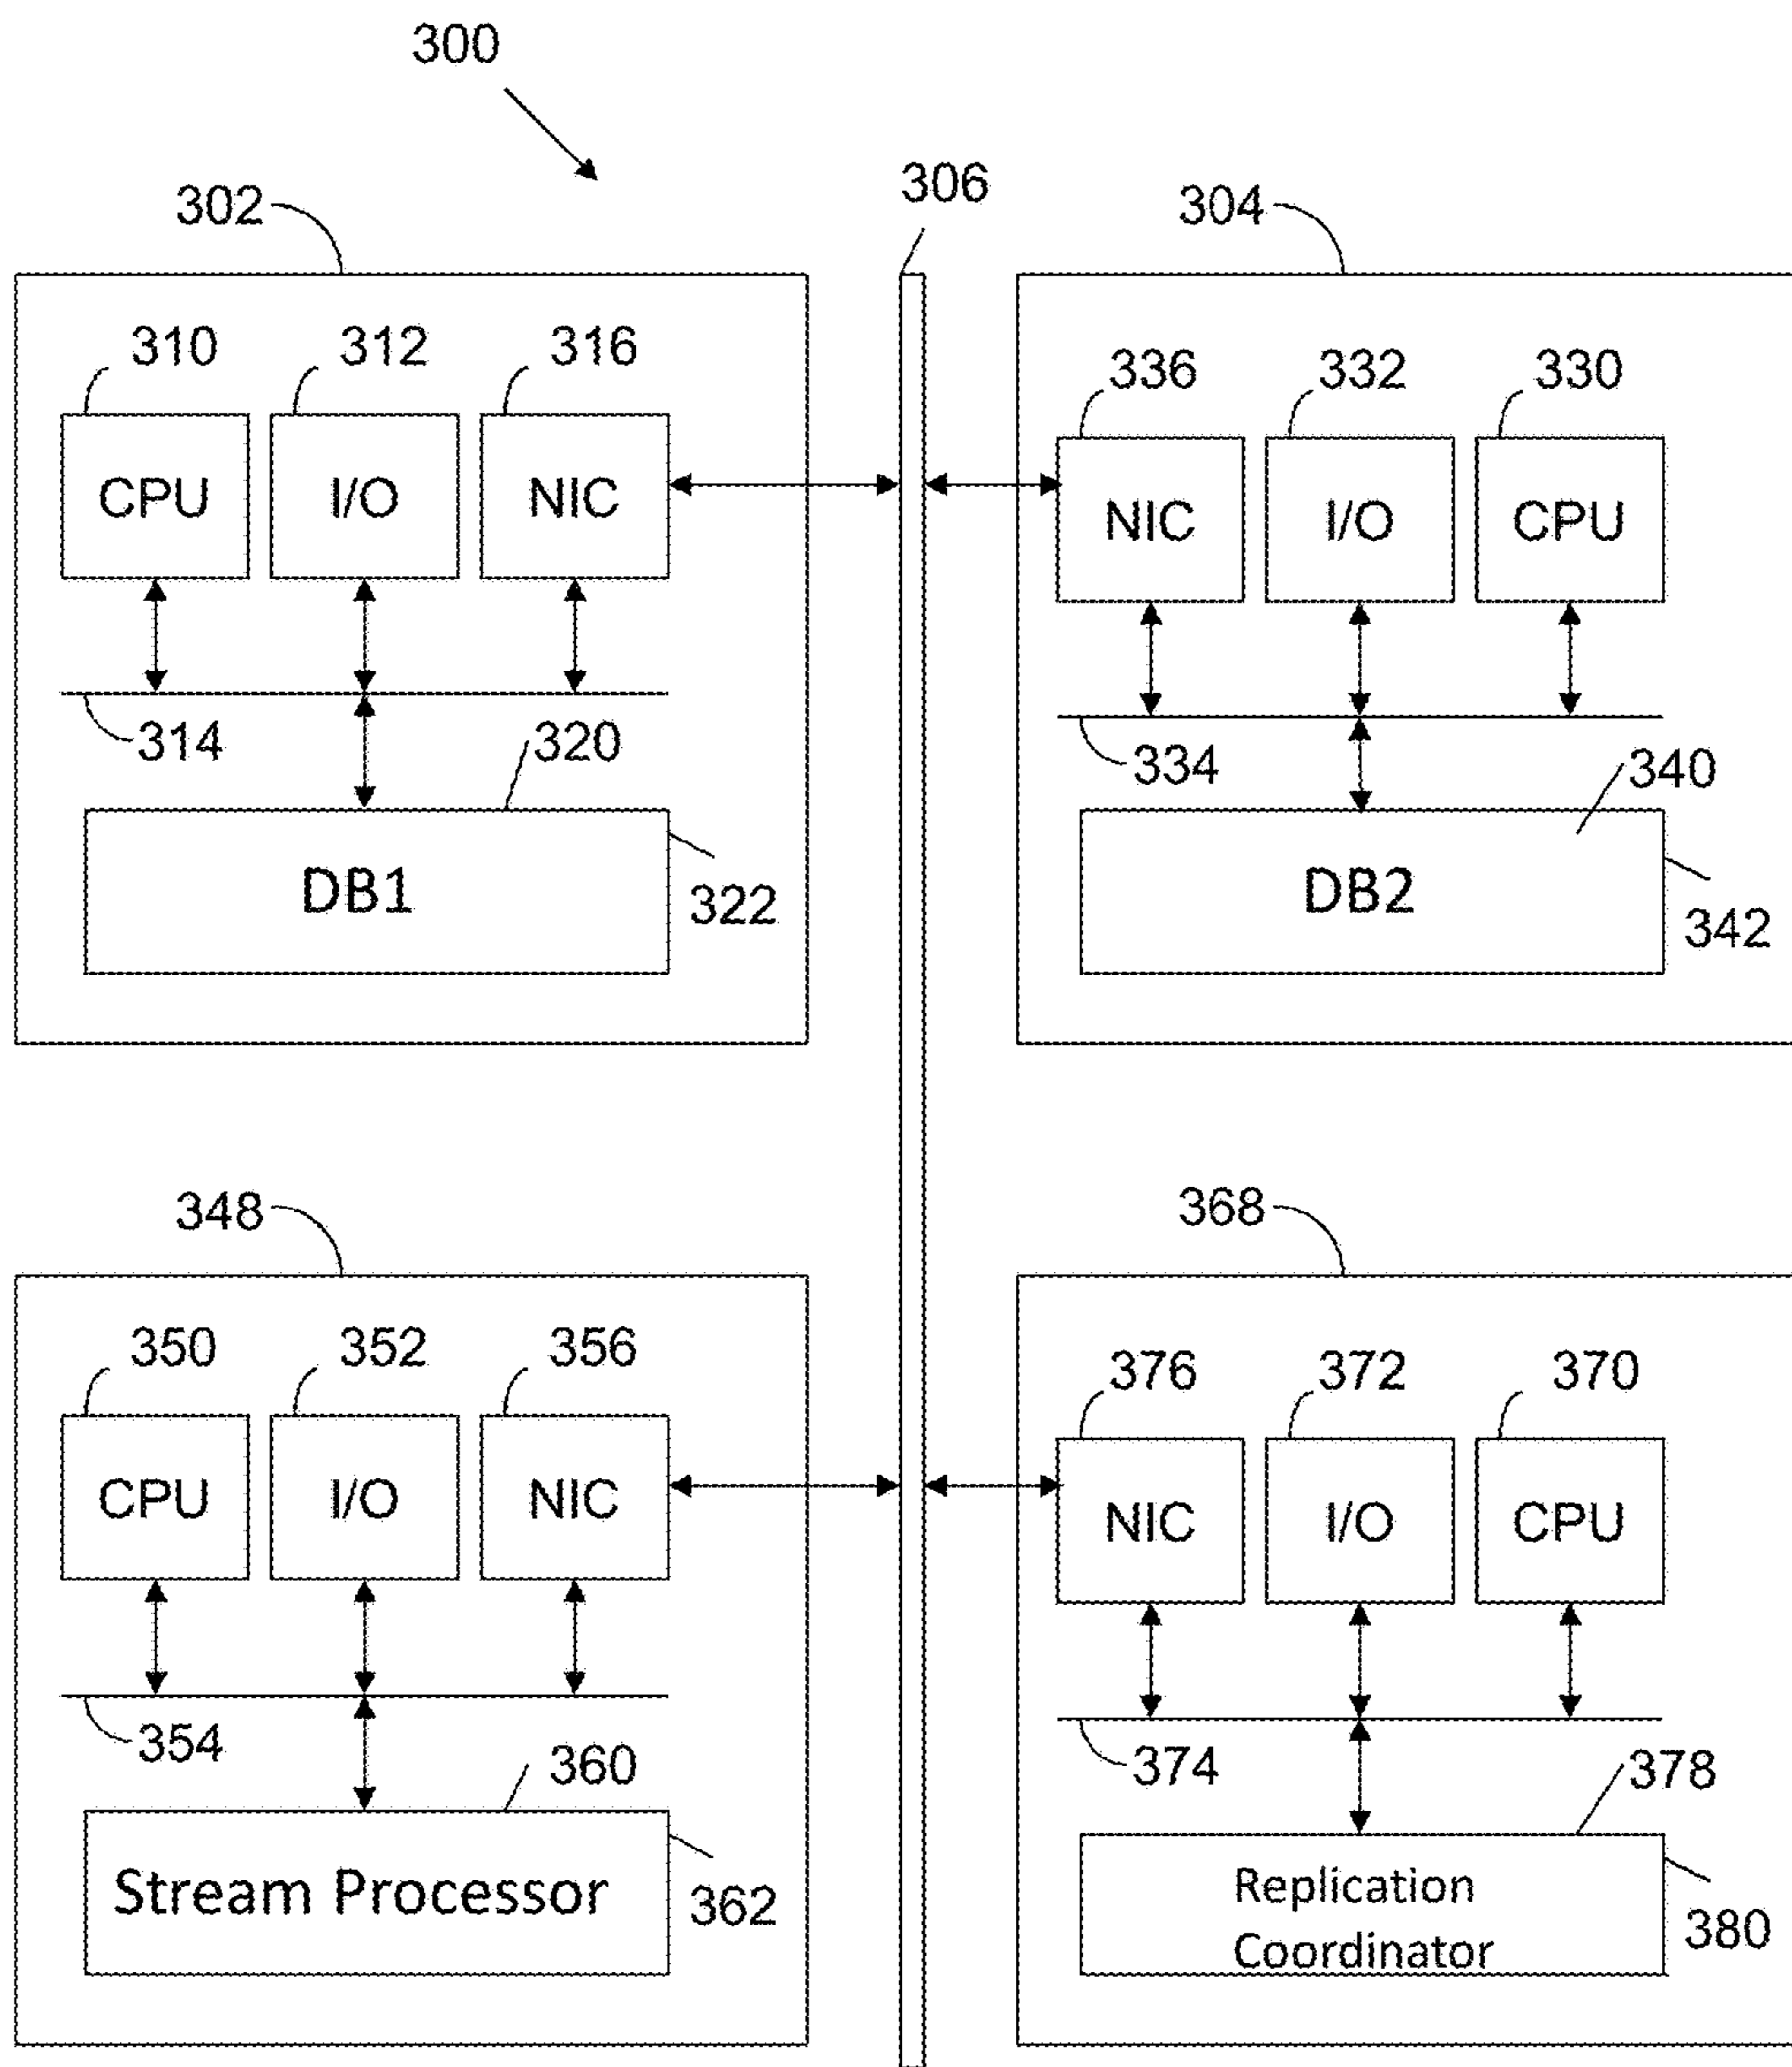 300
306
302
304
310 312 316
336 332 330
CPU I/O NIC
NIC I/O CPU
314 320
334 340
DB1
322
DB2
342
348
368
350 352 356
376 372 370
CPU I/O NIC
NIC I/O CPU
354 360
374 378
Stream Processor
362
Replication
Coordinator
380